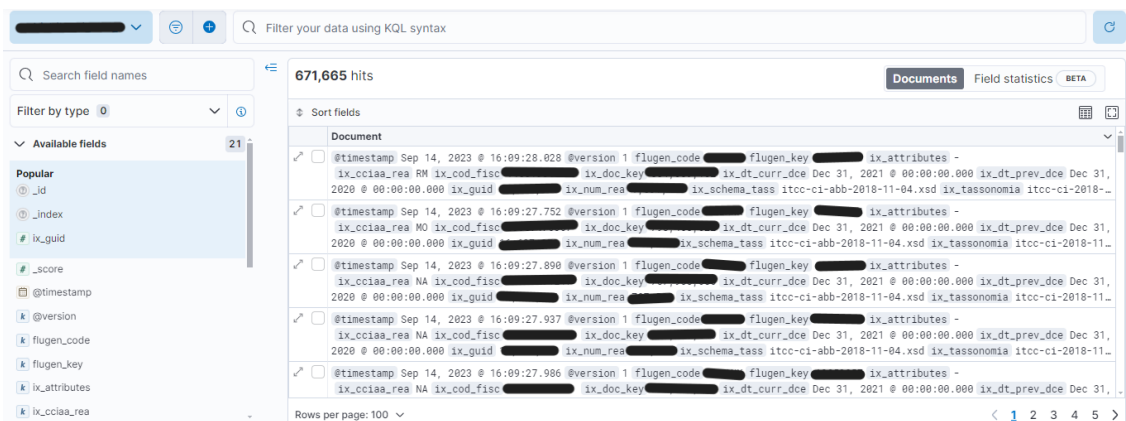 Filter your data using KQL syntax
Search field names
Filter by type 0
Available fields 21
Popular
_id
_index
# ix_guid
# _score
@timestamp
k @version
k flugen_code
k flugen_key
k ix_attributes
k ix_cciaa_rea
671,665 hits
Documents Field statistics BETA
Sort fields
Document
@timestamp Sep 14, 2023 @ 16:09:28.028 @version 1 flugen_code flugen_key ix_attributes -
ix_cciaa_rea RM ix_cod_fisc ix_doc_key ix_dt_curr_dce Dec 31, 2021 @ 00:00:00.000 ix_dt_prev_dce Dec 31,
2020 @ 00:00:00.000 ix_guid ix_num_rea ix_schema_tass itcc-ci-abb-2018-11-04.xsd ix_tassonomia itcc-ci-2018-...
@timestamp Sep 14, 2023 @ 16:09:27.752 @version 1 flugen_code flugen_key ix_attributes -
ix_cciaa_rea MO ix_cod_fisc ix_doc_key ix_dt_curr_dce Dec 31, 2021 @ 00:00:00.000 ix_dt_prev_dce Dec 31,
2020 @ 00:00:00.000 ix_guid ix_num_rea ix_schema_tass itcc-ci-abb-2018-11-04.xsd ix_tassonomia itcc-ci-2018-11...
@timestamp Sep 14, 2023 @ 16:09:27.890 @version 1 flugen_code flugen_key ix_attributes -
ix_cciaa_rea NA ix_cod_fisc ix_doc_key ix_dt_curr_dce Dec 31, 2021 @ 00:00:00.000 ix_dt_prev_dce Dec 31,
2020 @ 00:00:00.000 ix_guid ix_num_rea ix_schema_tass itcc-ci-abb-2018-11-04.xsd ix_tassonomia itcc-ci-2018-11...
@timestamp Sep 14, 2023 @ 16:09:27.937 @version 1 flugen_code flugen_key ix_attributes -
ix_cciaa_rea NA ix_cod_fisc ix_doc_key ix_dt_curr_dce Dec 31, 2021 @ 00:00:00.000 ix_dt_prev_dce Dec 31,
2020 @ 00:00:00.000 ix_guid ix_num_rea ix_schema_tass itcc-ci-abb-2018-11-04.xsd ix_tassonomia itcc-ci-2018-11...
@timestamp Sep 14, 2023 @ 16:09:27.986 @version 1 flugen_code flugen_key ix_attributes -
ix_cciaa_rea NA ix_cod_fisc ix_doc_key ix_dt_curr_dce Dec 31, 2021 @ 00:00:00.000 ix_dt_prev_dce Dec 31,
Rows per page: 100
1 2 3 4 5